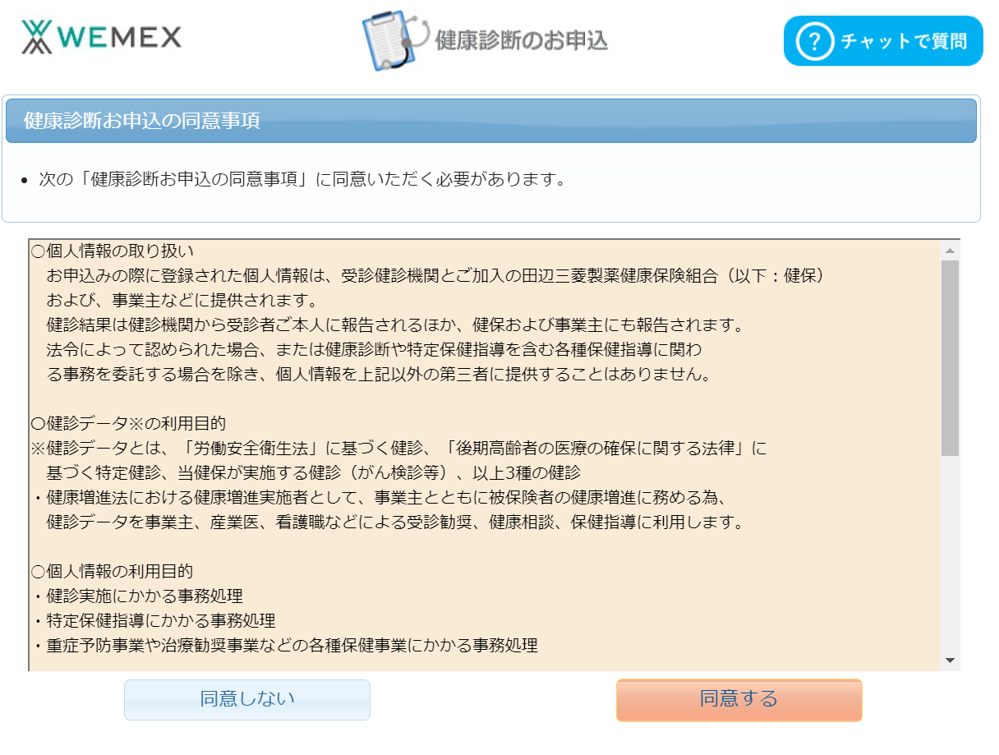 WEMEX
健康診断のお申込
? チャットで質問
健康診断お申込の同意事項
• 次の「健康診断お申込の同意事項」に同意いただく必要があります。
○個人情報の取り扱い
お申込みの際に登録された個人情報は、受診健診機関とご加入の田辺三菱製薬健康保険組合（以下：健保）
および、事業主などに提供されます。
健診結果は健診機関から受診者ご本人に報告されるほか、健保および事業主にも報告されます。
法令によって認められた場合、または健康診断や特定保健指導を含む各種保健指導に関わ
る事務を委託する場合を除き、個人情報を上記以外の第三者に提供することはありません。
〇健診データ※の利用目的
※健診データとは、「労働安全衛生法」に基づく健診、「後期高齢者の医療の確保に関する法律」に
基づく特定健診、当健保が実施する健診（がん検診等）、以上3種の健診
・健康増進法における健康増進実施者として、事業主とともに被保険者の健康増進に務める為、
健診データを事業主、産業医、看護職などによる受診勧奨、健康相談、保健指導に利用します。
○個人情報の利用目的
・健診実施にかかる事務処理
・特定保健指導にかかる事務処理
・重症予防事業や治療勧奨事業などの各種保健事業にかかる事務処理
同意しない
同意する